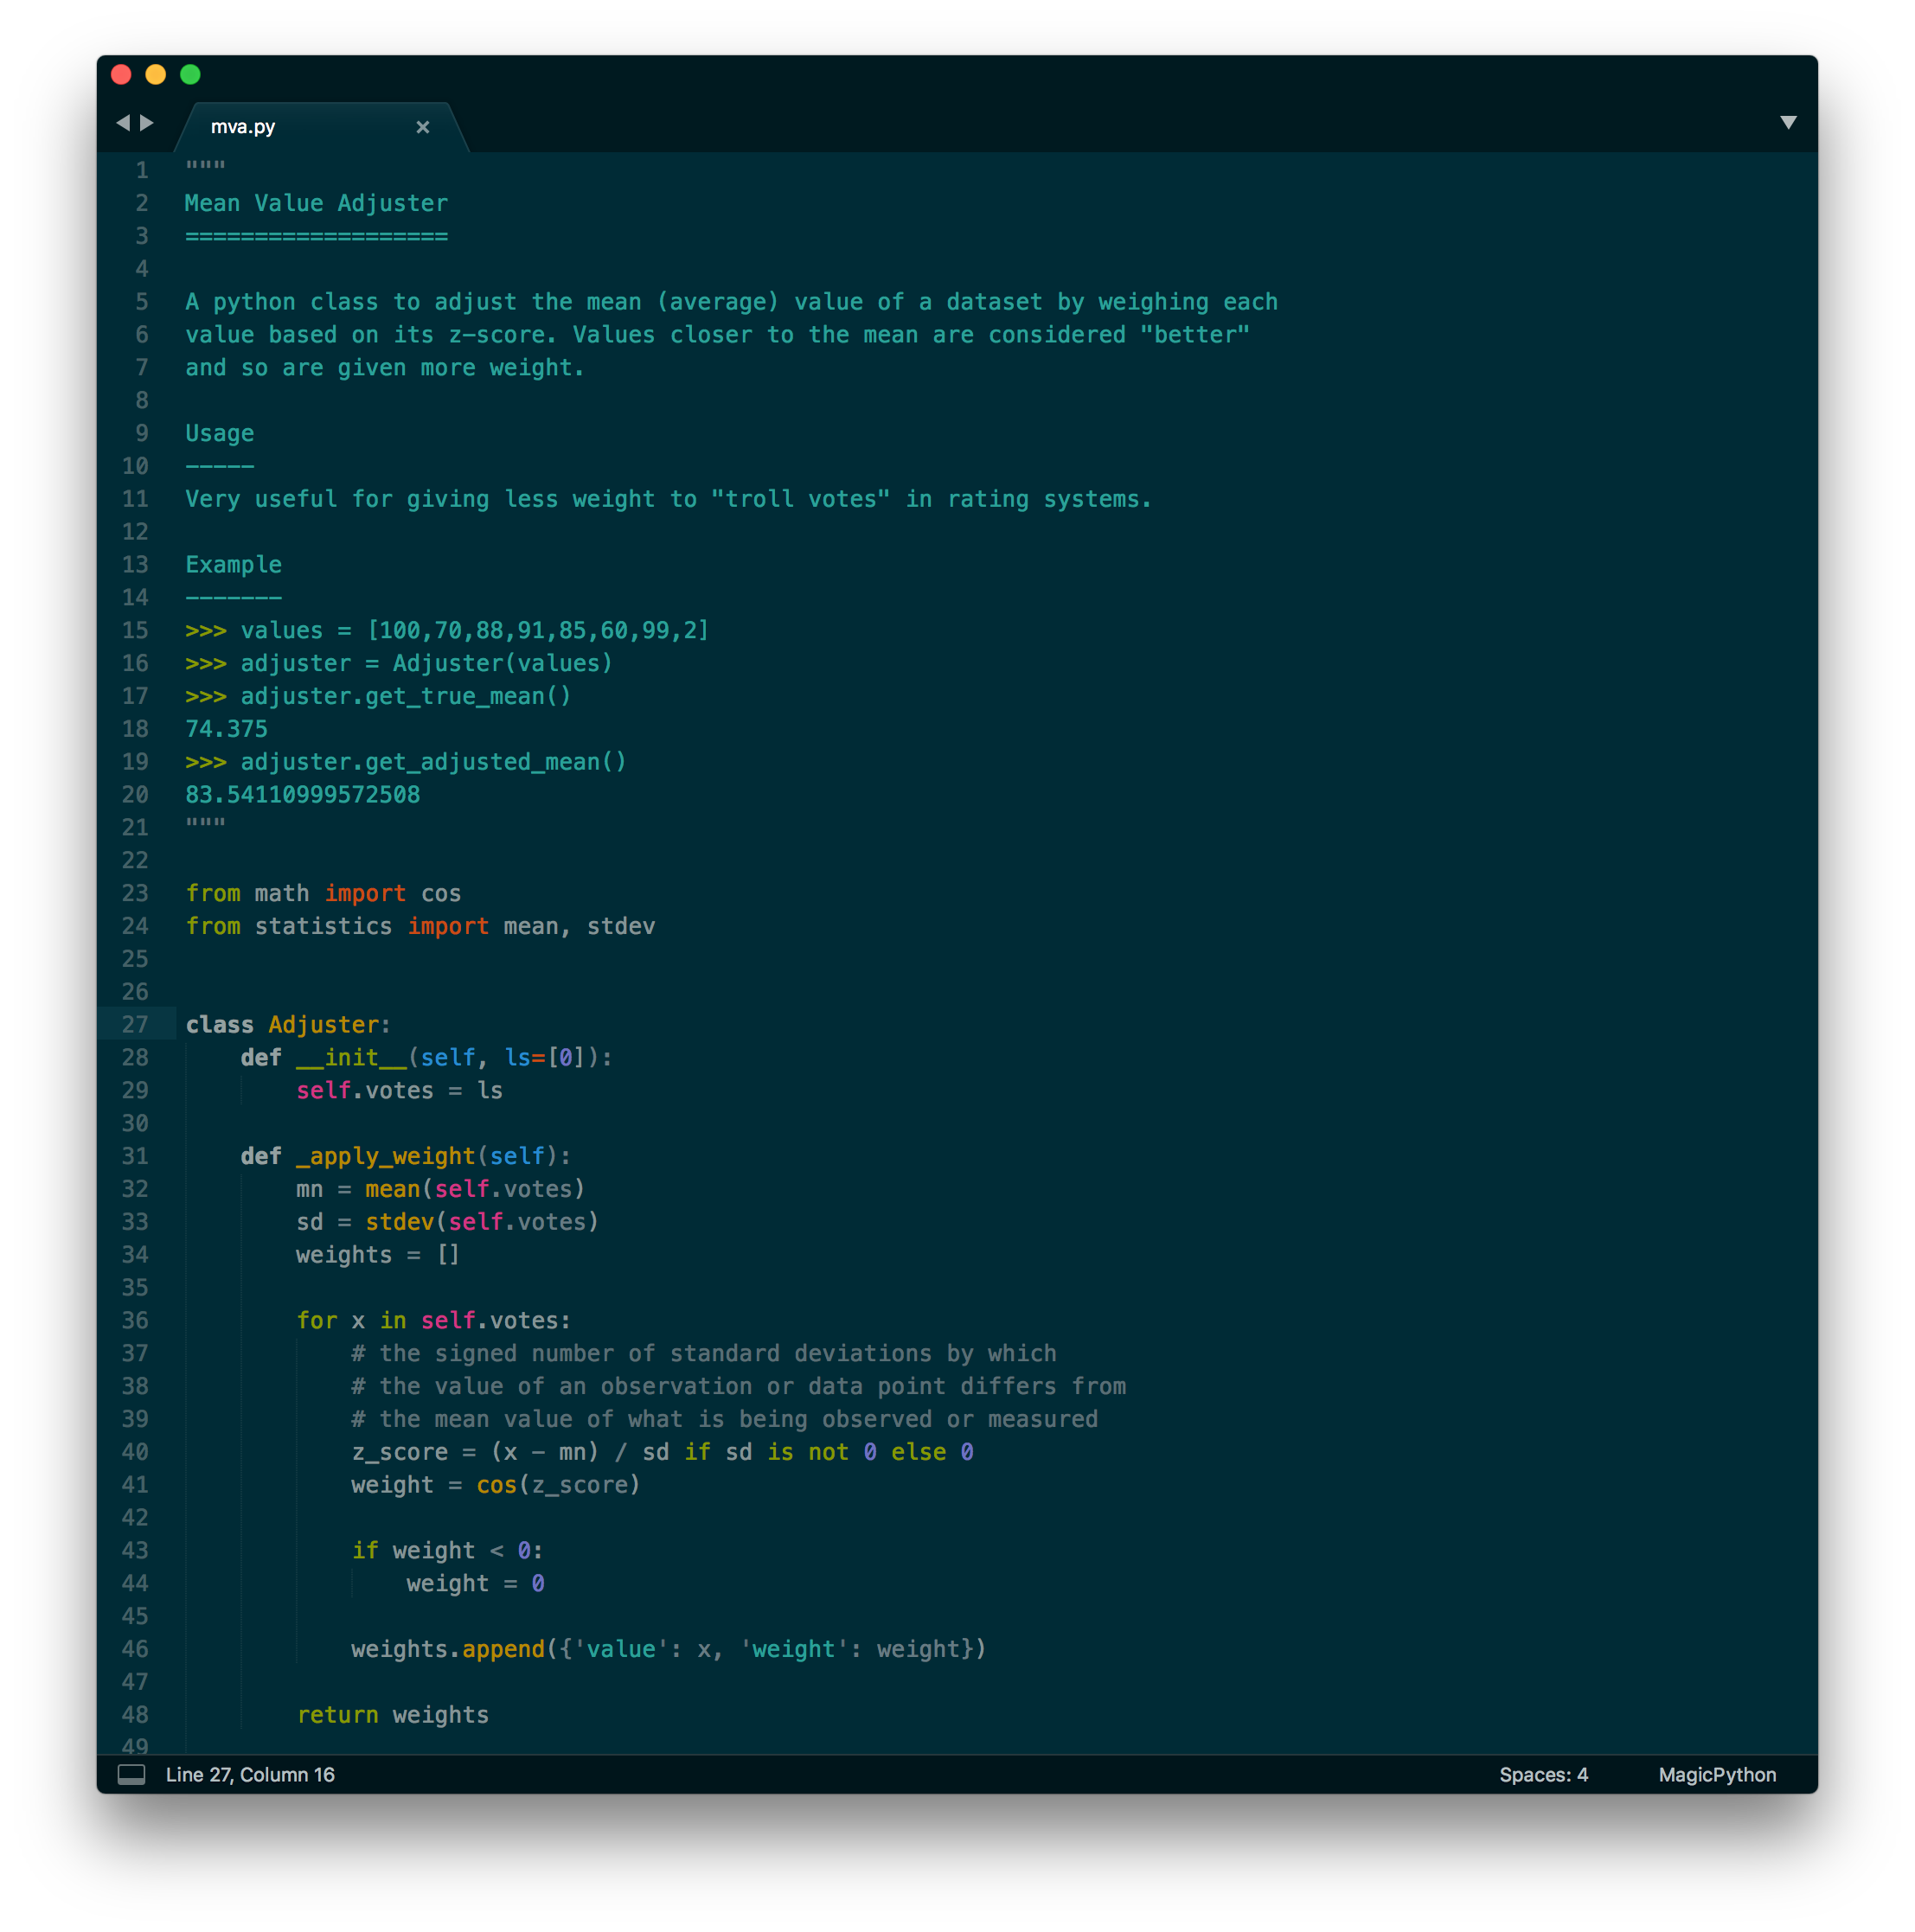 mva.py
1 """
2 Mean Value Adjuster
3 ===================
4
5 A python class to adjust the mean (average) value of a dataset by weighing each
6 value based on its z-score. Values closer to the mean are considered "better"
7 and so are given more weight.
8
9 Usage
10 -----
11 Very useful for giving less weight to "troll votes" in rating systems.
12
13 Example
14 -------
15 >>> values = [100,70,88,91,85,60,99,2]
16 >>> adjuster = Adjuster(values)
17 >>> adjuster.get_true_mean()
18 74.375
19 >>> adjuster.get_adjusted_mean()
20 83.54110999572508
21 """
22
23 from math import cos
24 from statistics import mean, stdev
25
26
27 class Adjuster:
28     def __init__(self, ls=[0]):
29         self.votes = ls
30
31     def _apply_weight(self):
32         mn = mean(self.votes)
33         sd = stdev(self.votes)
34         weights = []
35
36         for x in self.votes:
37             # the signed number of standard deviations by which
38             # the value of an observation or data point differs from
39             # the mean value of what is being observed or measured
40             z_score = (x - mn) / sd if sd is not 0 else 0
41             weight = cos(z_score)
42
43             if weight < 0:
44                 weight = 0
45
46             weights.append({'value': x, 'weight': weight})
47
48         return weights
49
Line 27, Column 16 Spaces: 4 MagicPython